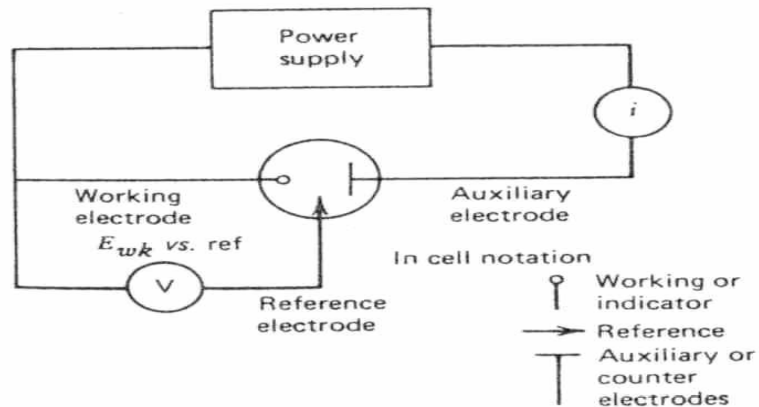 Power
supply
i
Working
electrode
Auxiliary
electrode
E_wk vs. ref
V
Reference
electrode
In cell notation
Working or
indicator
Reference
Auxiliary or
counter
electrodes